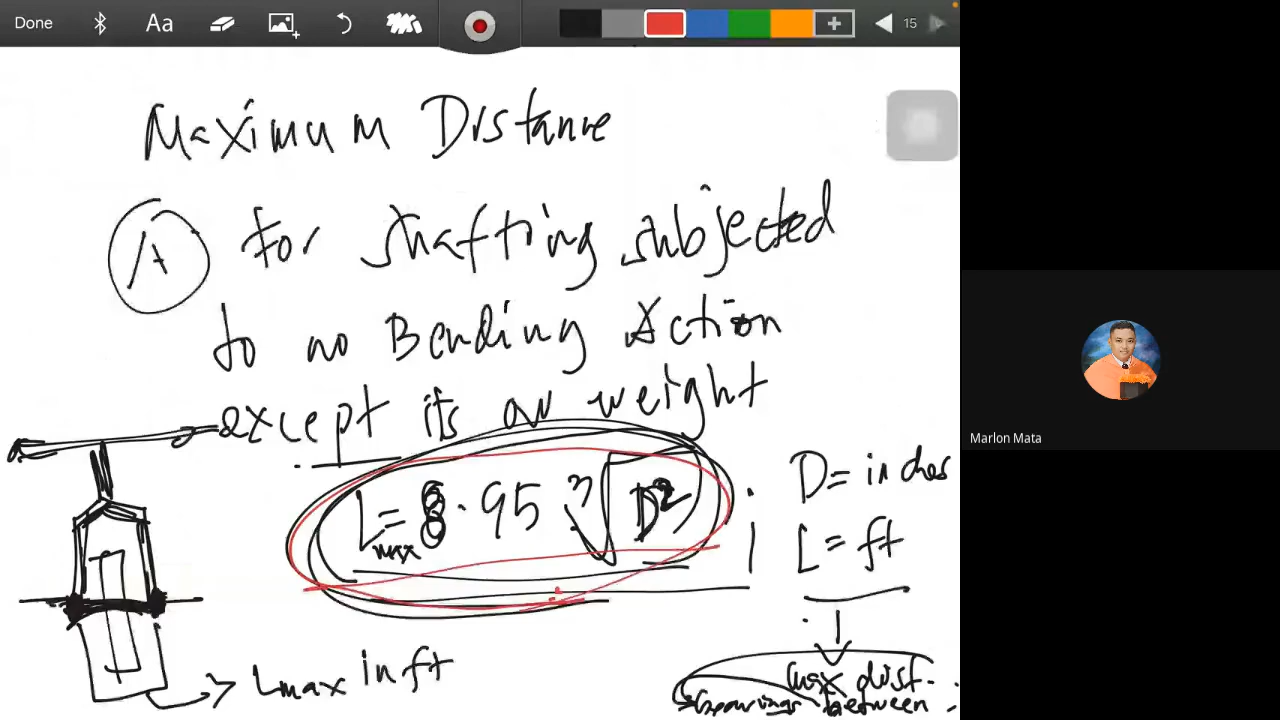 Done Aa 15
Maximum Distance
A For shafting subjected
to no Bending Action
except its own weight
Lmax = 8.95 ∛D² ; D = inches
L = ft
Lmax in ft
max dist.
bearings between
Marlon Mata